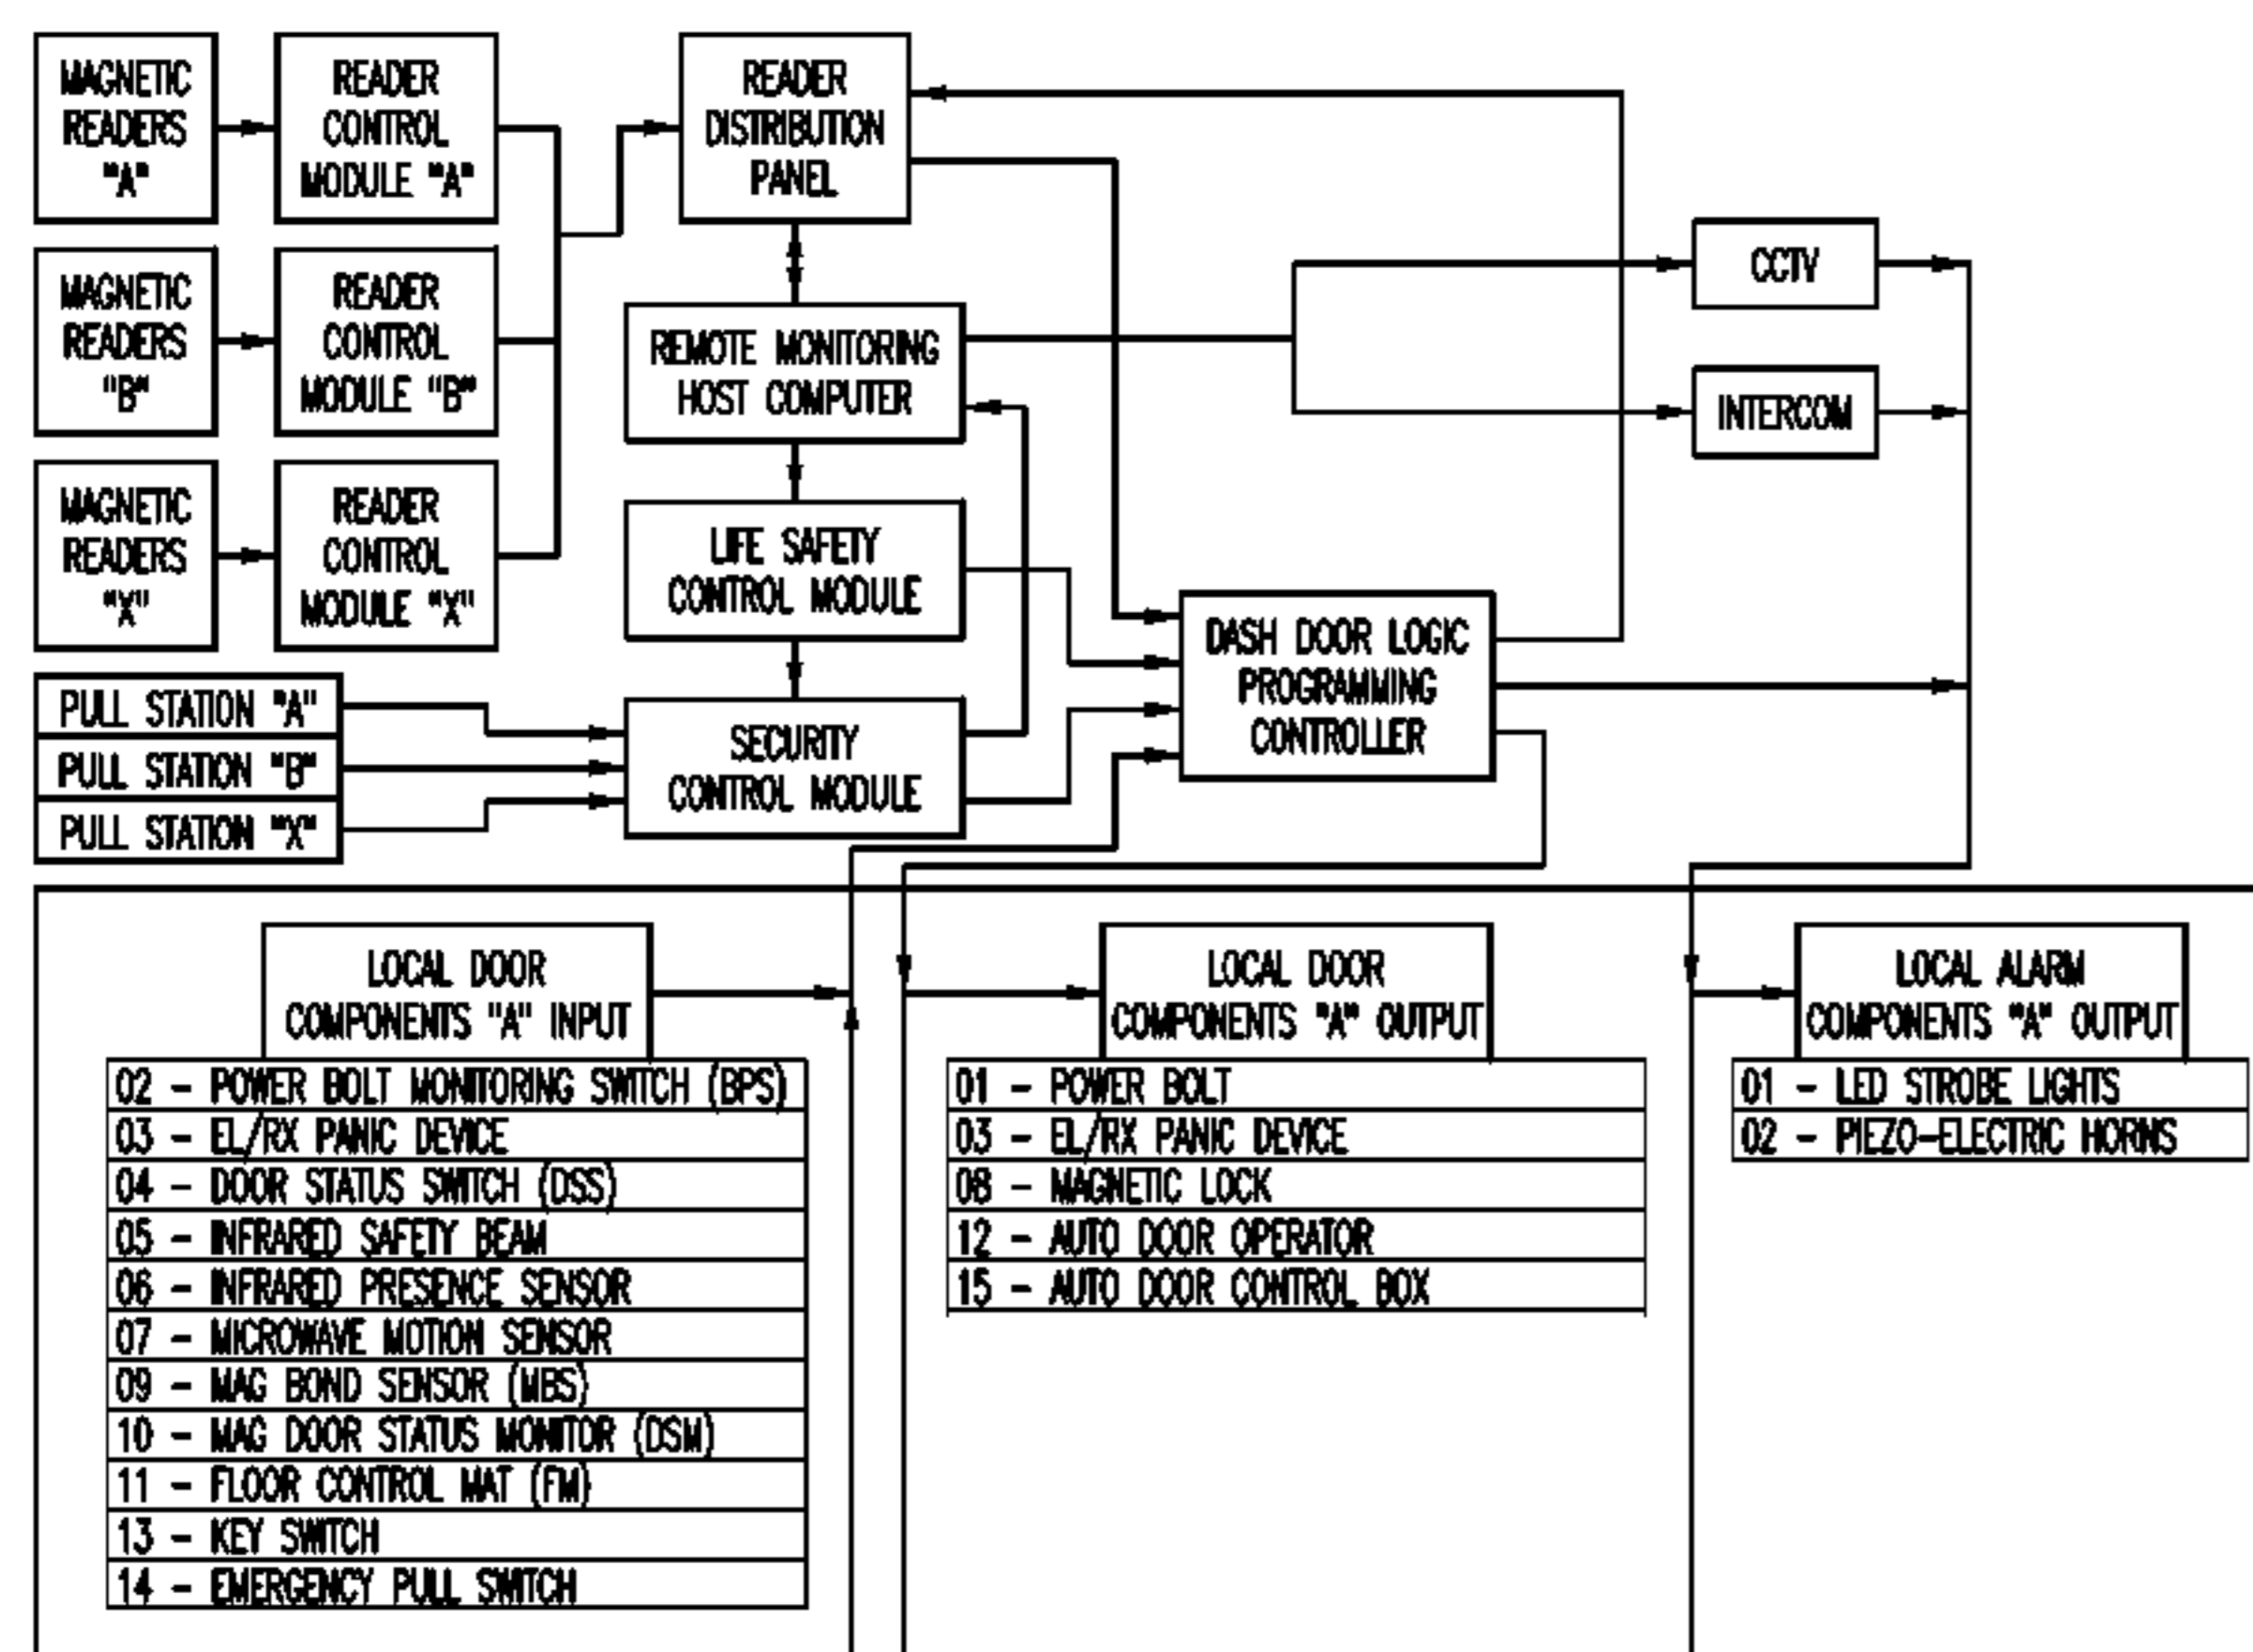 MAGNETIC
READERS
"A"
READER
CONTROL
MODULE "A"
READER
DISTRIBUTION
PANEL
MAGNETIC
READERS
"B"
READER
CONTROL
MODULE "B"
REMOTE MONITORING
HOST COMPUTER
CCTV
INTERCOM
MAGNETIC
READERS
"X"
READER
CONTROL
MODULE "X"
LIFE SAFETY
CONTROL MODULE
DASH DOOR LOGIC
PROGRAMMING
CONTROLLER
PULL STATION "A"
PULL STATION "B"
PULL STATION "X"
SECURITY
CONTROL MODULE
LOCAL DOOR
COMPONENTS "A" INPUT
02 - POWER BOLT MONITORING SWITCH (BPS)
03 - EL/RX PANIC DEVICE
04 - DOOR STATUS SWITCH (DSS)
05 - INFRARED SAFETY BEAM
06 - INFRARED PRESENCE SENSOR
07 - MICROWAVE MOTION SENSOR
09 - MAG BOND SENSOR (MBS)
10 - MAG DOOR STATUS MONITOR (DSM)
11 - FLOOR CONTROL MAT (FM)
13 - KEY SWITCH
14 - EMERGENCY PULL SWITCH
LOCAL DOOR
COMPONENTS "A" OUTPUT
01 - POWER BOLT
03 - EL/RX PANIC DEVICE
08 - MAGNETIC LOCK
12 - AUTO DOOR OPERATOR
15 - AUTO DOOR CONTROL BOX
LOCAL ALARM
COMPONENTS "A" OUTPUT
01 - LED STROBE LIGHTS
02 - PIEZO-ELECTRIC HORNS